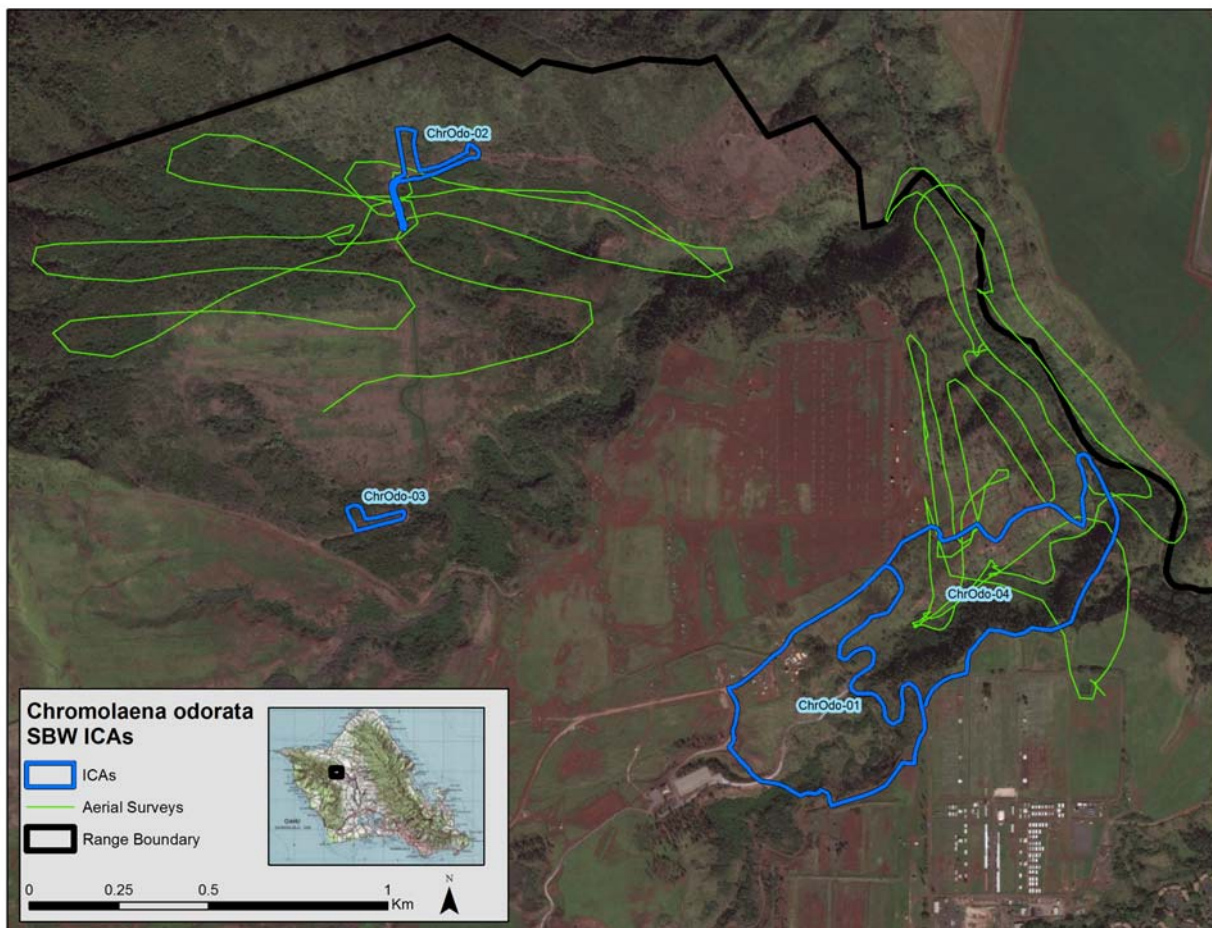 ChrOdo-02
ChrOdo-03
ChrOdo-04
ChrOdo-01
Chromolaena odorata
SBW ICAs
ICAs
Aerial Surveys
Range Boundary
OAHU
0 0.25 0.5 1
Km
N